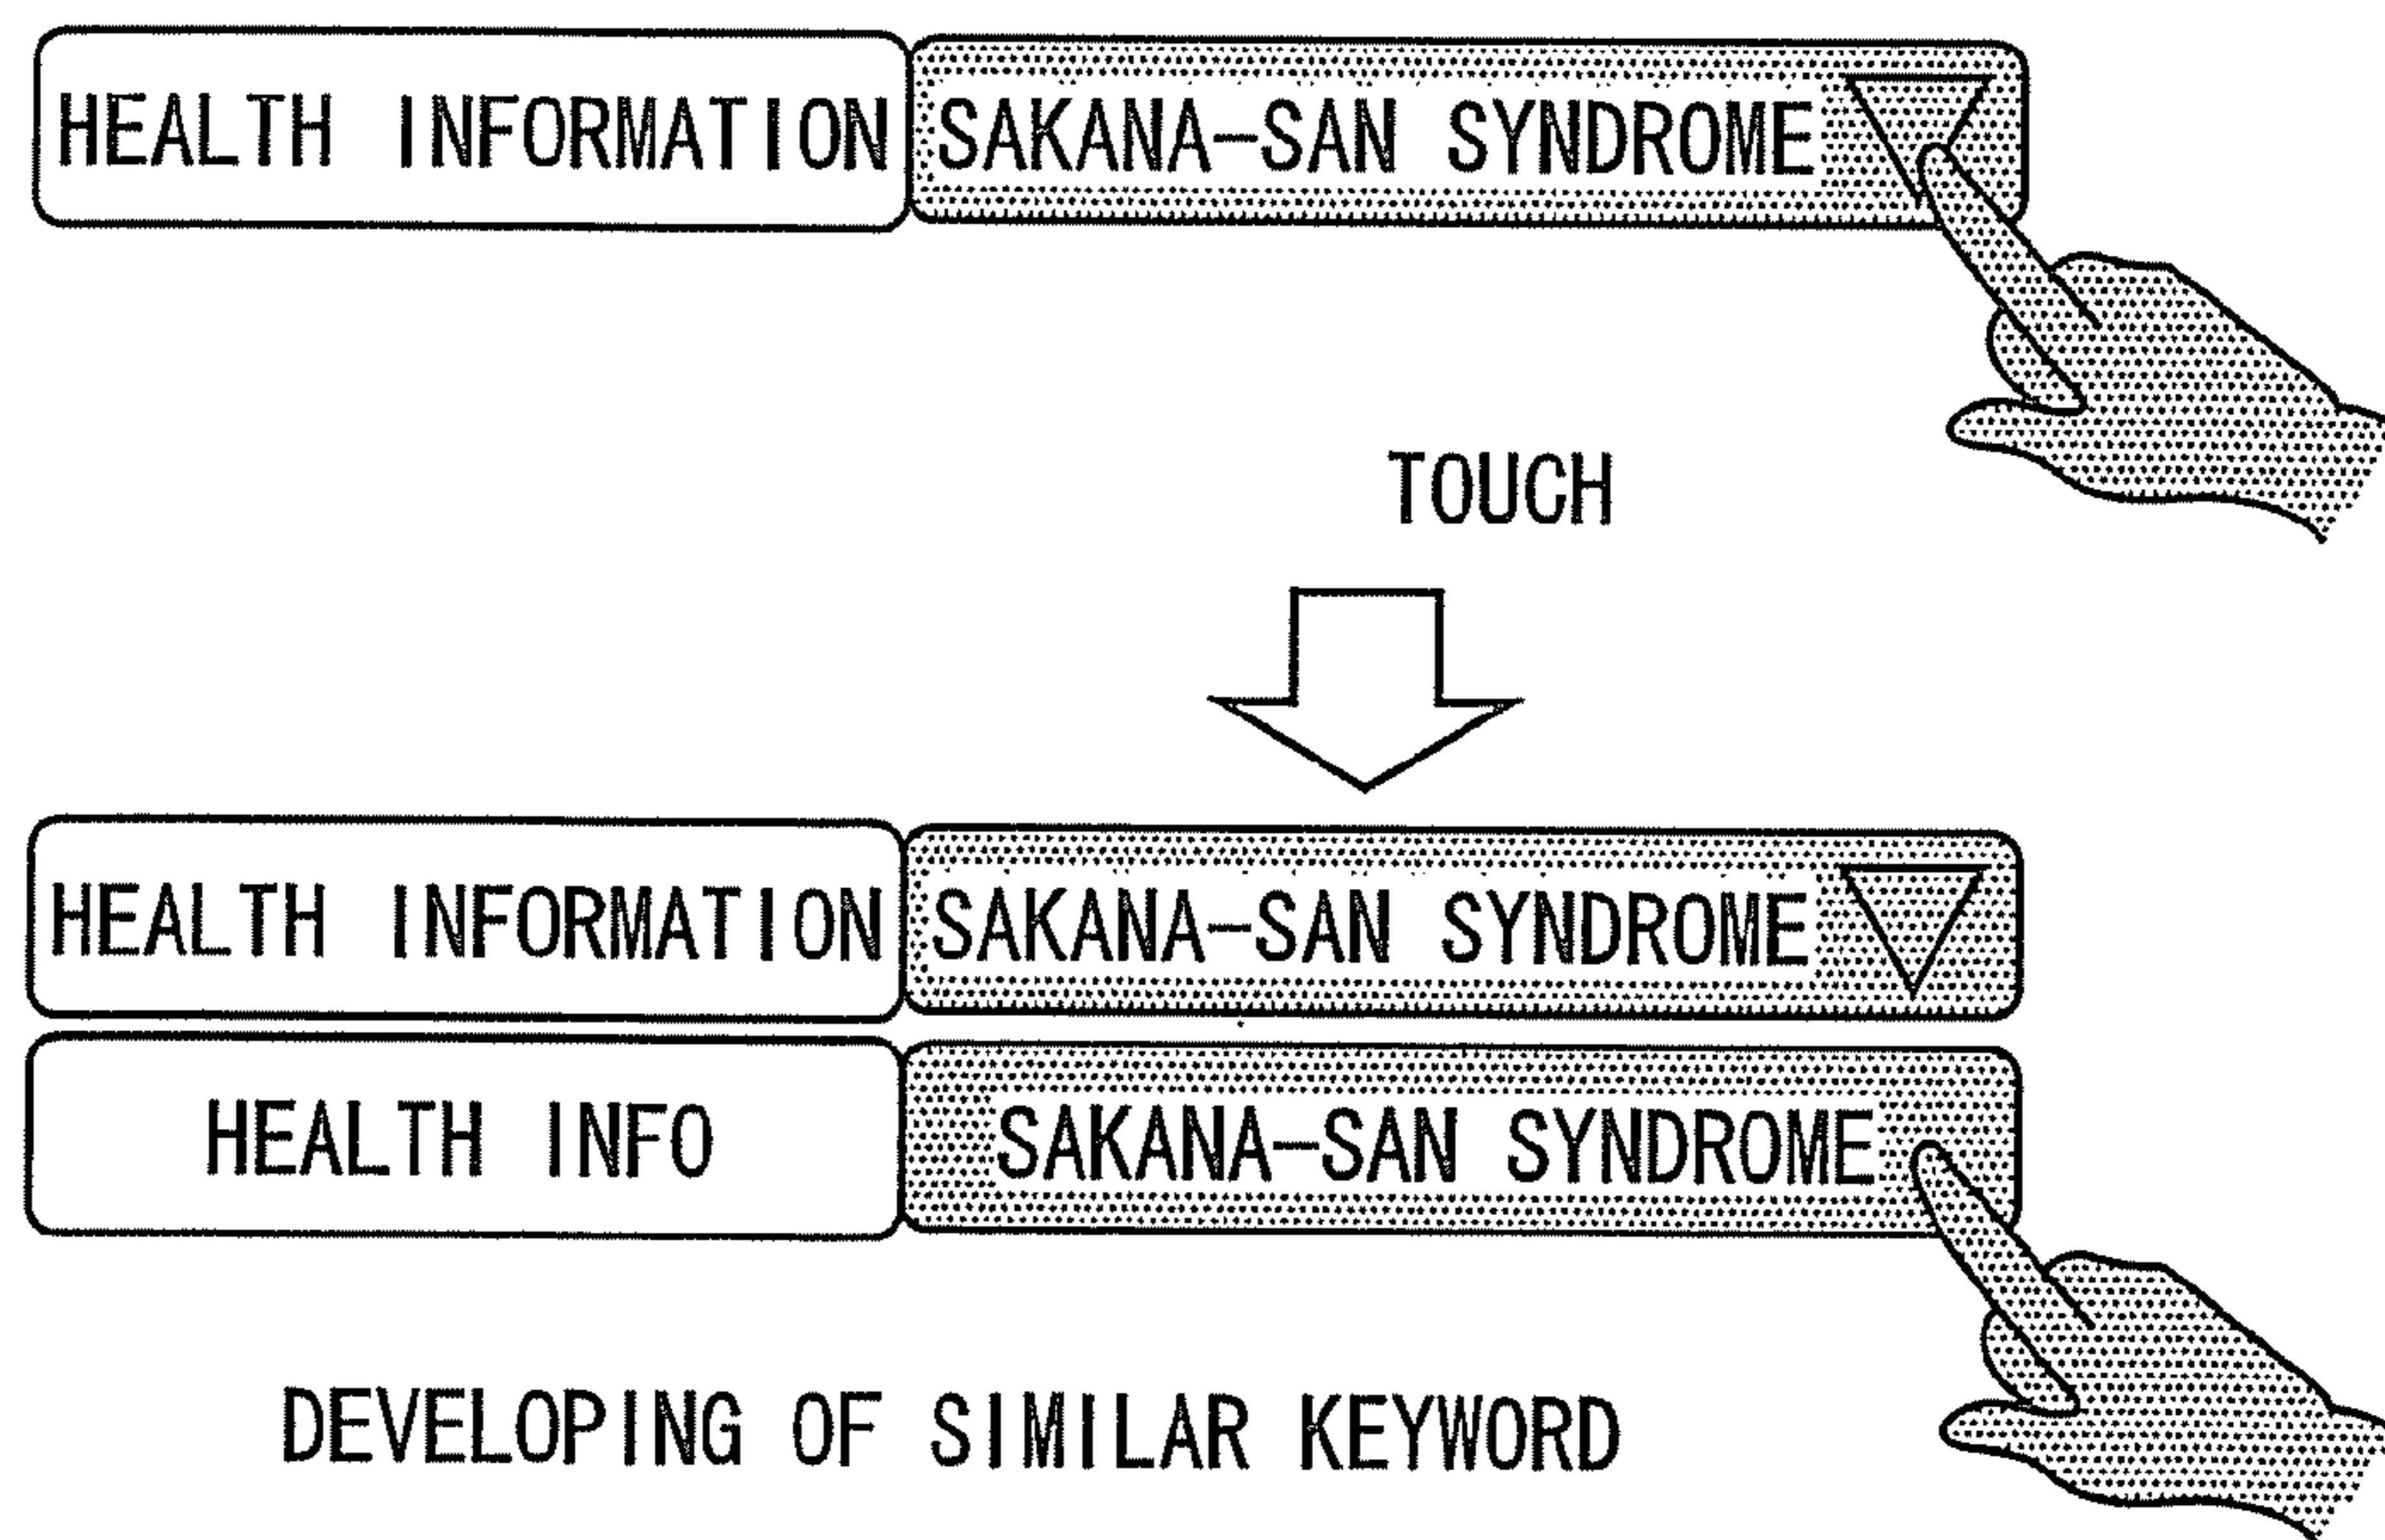 HEALTH INFORMATION SAKANA-SAN SYNDROME
TOUCH
HEALTH INFORMATION SAKANA-SAN SYNDROME
HEALTH INFO SAKANA-SAN SYNDROME
DEVELOPING OF SIMILAR KEYWORD